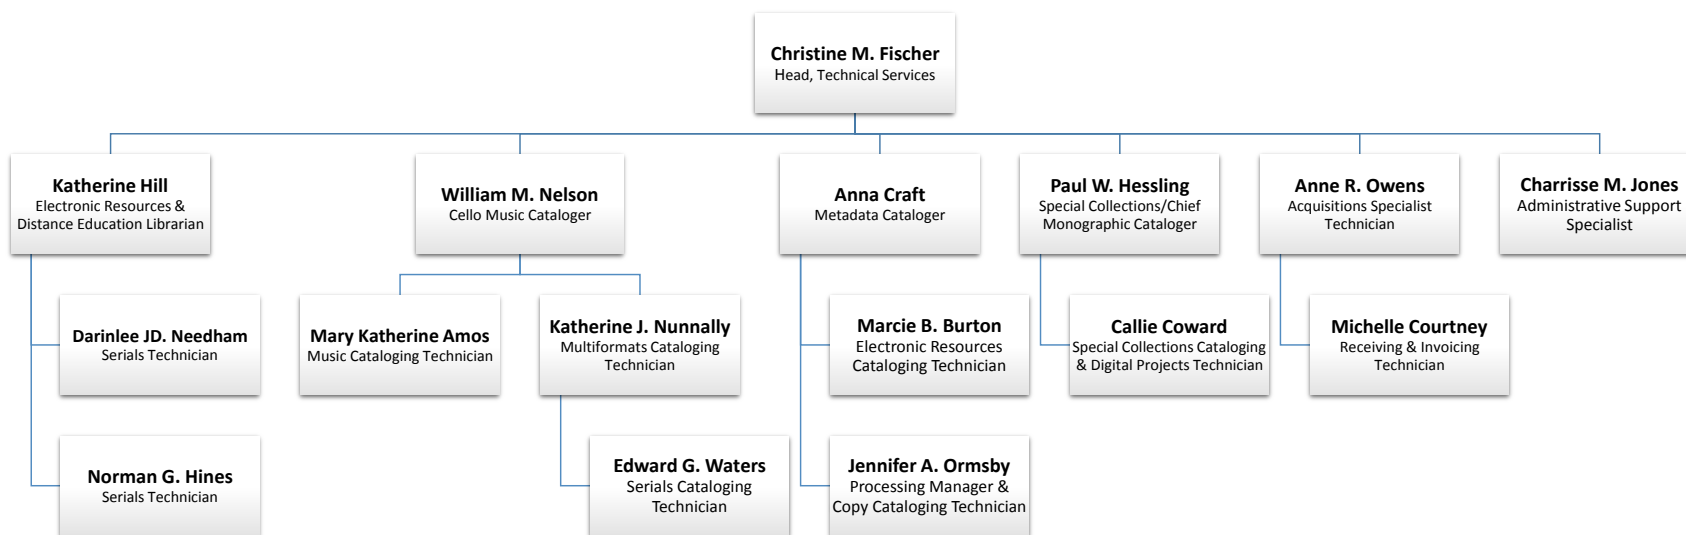 Christine M. Fischer
Head, Technical Services
Katherine Hill
Electronic Resources &
Distance Education Librarian
William M. Nelson
Cello Music Cataloger
Anna Craft
Metadata Cataloger
Paul W. Hessling
Special Collections/Chief
Monographic Cataloger
Anne R. Owens
Acquisitions Specialist
Technician
Charrisse M. Jones
Administrative Support
Specialist
Darinlee JD. Needham
Serials Technician
Mary Katherine Amos
Music Cataloging Technician
Katherine J. Nunnally
Multiformats Cataloging
Technician
Marcie B. Burton
Electronic Resources
Cataloging Technician
Callie Coward
Special Collections Cataloging
& Digital Projects Technician
Michelle Courtney
Receiving & Invoicing
Technician
Norman G. Hines
Serials Technician
Edward G. Waters
Serials Cataloging
Technician
Jennifer A. Ormsby
Processing Manager &
Copy Cataloging Technician